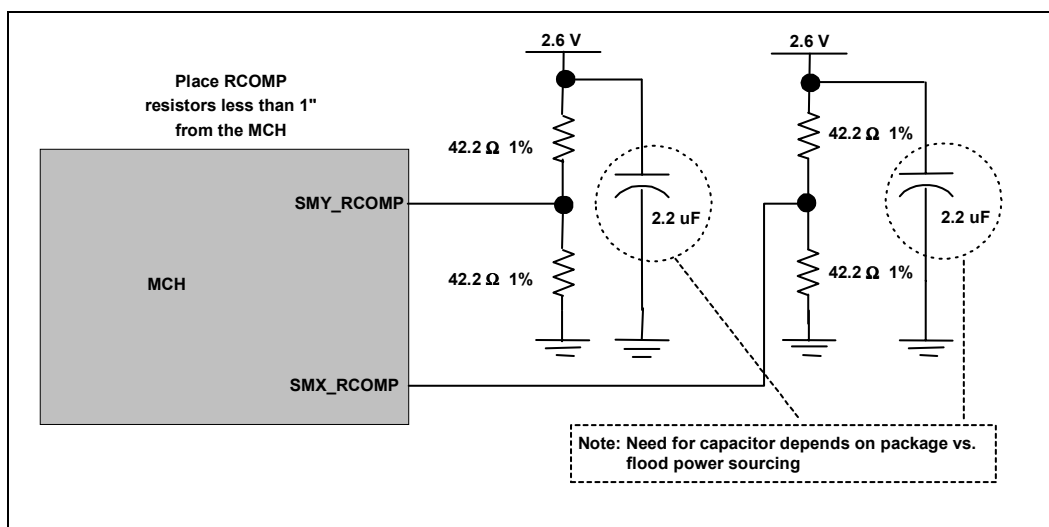 Place RCOMP
resistors less than 1"
from the MCH
2.6 V
2.6 V
42.2 Ω 1%
42.2 Ω 1%
SMY_RCOMP
2.2 uF
2.2 uF
MCH
42.2 Ω 1%
42.2 Ω 1%
SMX_RCOMP
Note: Need for capacitor depends on package vs.
flood power sourcing